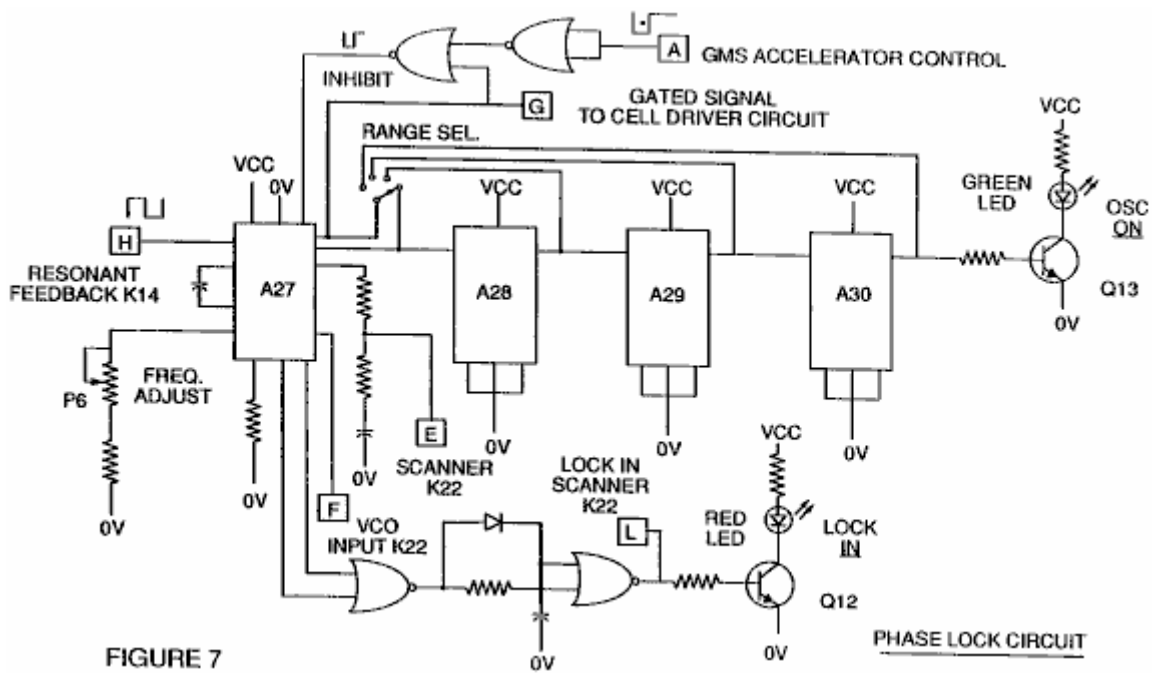 A
GMS ACCELERATOR CONTROL
INHIBIT
G
GATED SIGNAL
TO CELL DRIVER CIRCUIT
RANGE SEL.
VCC
VCC
0V
VCC
VCC
VCC
GREEN
LED
OSC
ON
H
RESONANT
FEEDBACK K14
A27
A28
A29
A30
Q13
0V
P6
FREQ.
ADJUST
E
SCANNER
K22
0V
0V
0V
0V
0V
0V
LOCK IN
SCANNER
K22
VCC
F
VCO
INPUT K22
L
RED
LED
LOCK
IN
Q12
0V
0V
FIGURE 7
PHASE LOCK CIRCUIT